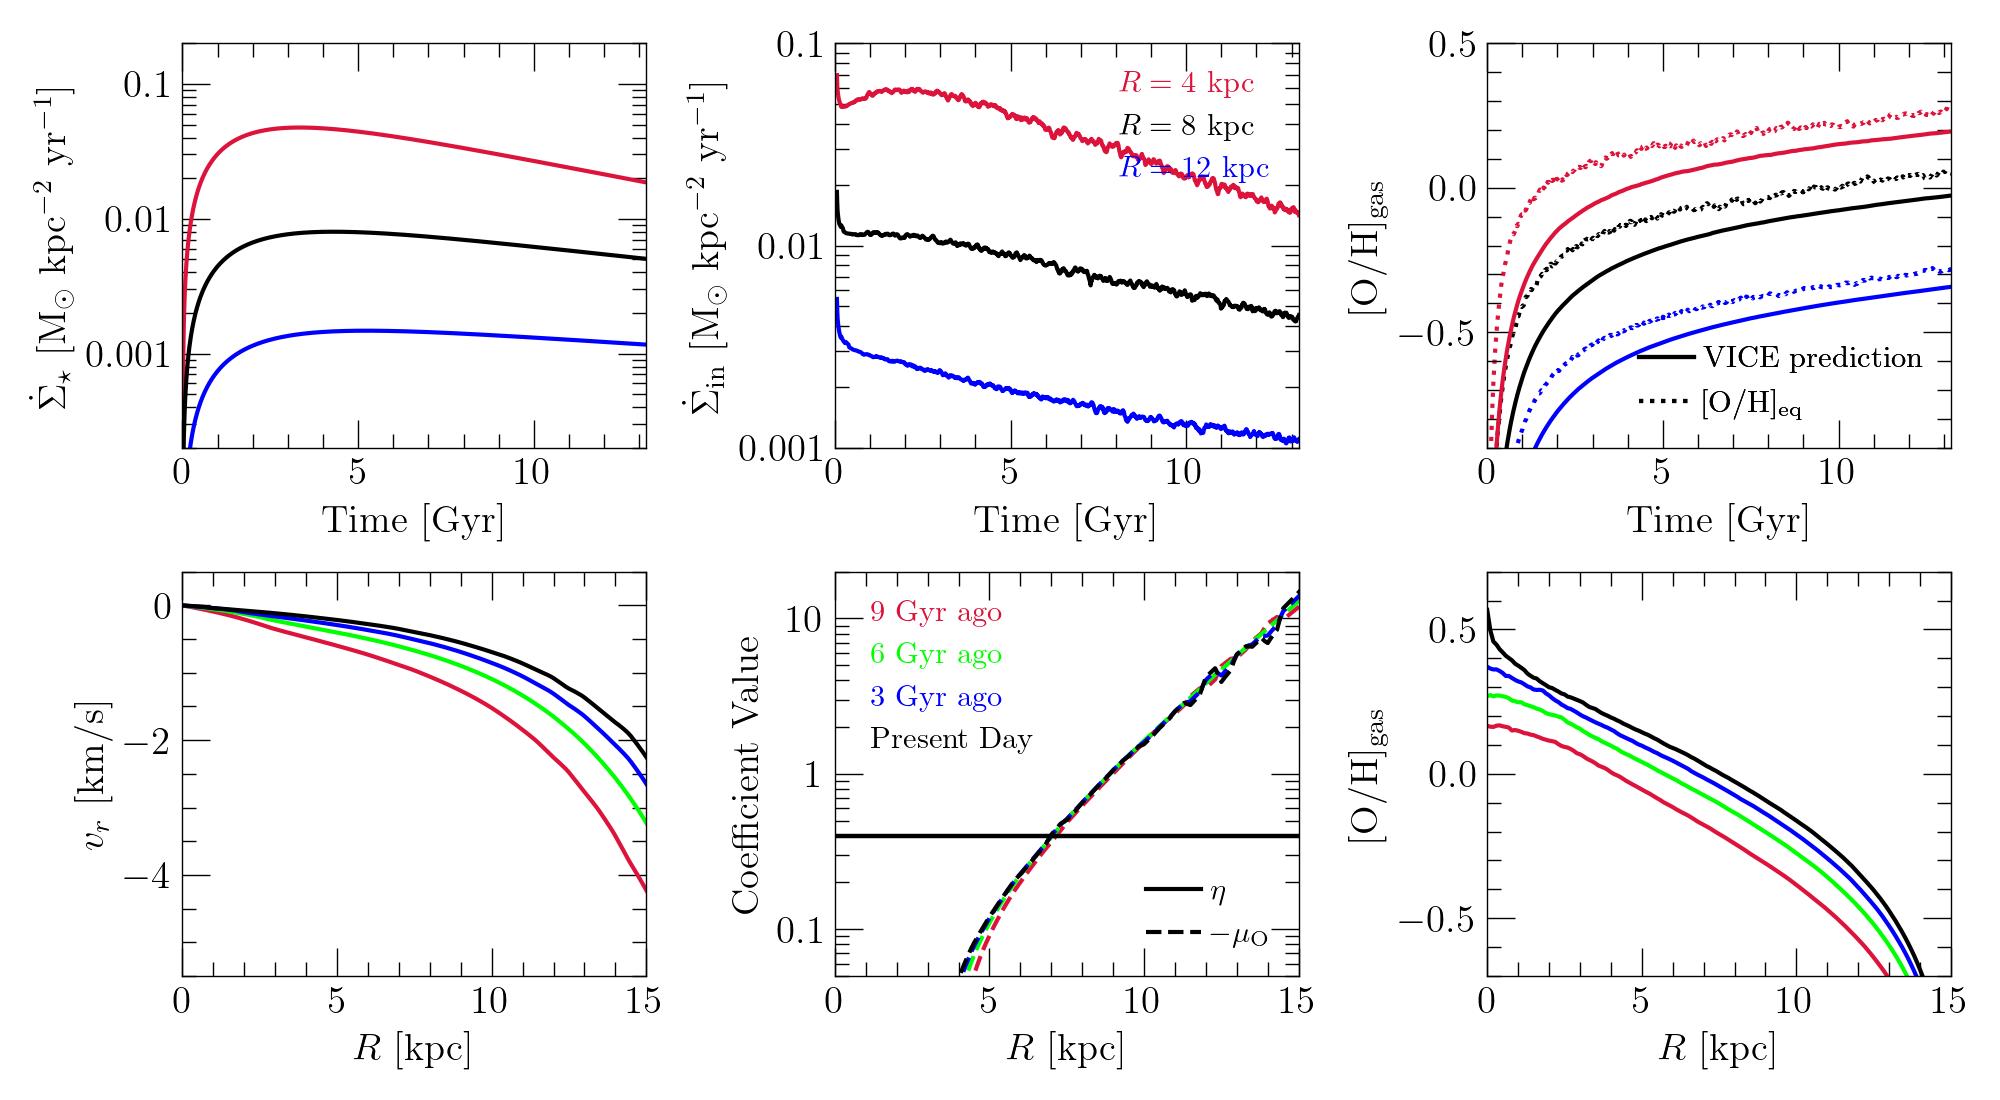 0.1
0.01
0.001
Σ̇⋆ [M⊙ kpc−2 yr−1]
0 5 10
Time [Gyr]
0.1
0.01
0.001
Σ̇in [M⊙ kpc−2 yr−1]
R = 4 kpc
R = 8 kpc
R = 12 kpc
0 5 10
Time [Gyr]
0.5
0.0
−0.5
[O/H]gas
VICE prediction
[O/H]eq
0 5 10
Time [Gyr]
0
−2
−4
vr [km/s]
0 5 10 15
R [kpc]
10
1
0.1
Coefficient Value
9 Gyr ago
6 Gyr ago
3 Gyr ago
Present Day
η
−μO
0 5 10 15
R [kpc]
0.5
0.0
−0.5
[O/H]gas
0 5 10 15
R [kpc]